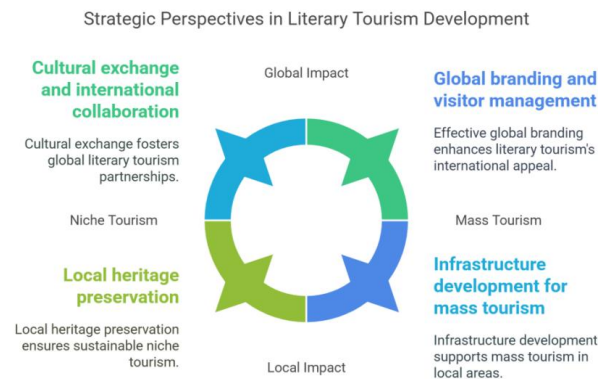 Strategic Perspectives in Literary Tourism Development
Global Impact
Cultural exchange
and international
collaboration
Cultural exchange fosters
global literary tourism
partnerships.
Global branding and
visitor management
Effective global branding
enhances literary tourism's
international appeal.
Niche Tourism
Mass Tourism
Local heritage
preservation
Local heritage preservation
ensures sustainable niche
tourism.
Infrastructure
development for
mass tourism
Infrastructure development
supports mass tourism in
local areas.
Local Impact